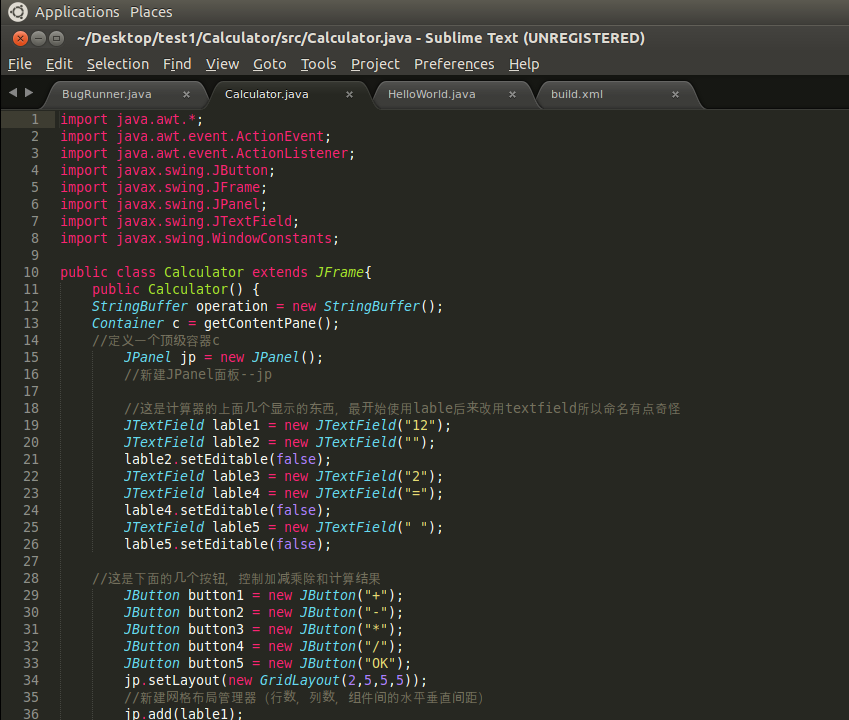 Applications Places
~/Desktop/test1/Calculator/src/Calculator.java - Sublime Text (UNREGISTERED)
File Edit Selection Find View Goto Tools Project Preferences Help
BugRunner.java × Calculator.java × HelloWorld.java × build.xml ×
1 import java.awt.*;
2 import java.awt.event.ActionEvent;
3 import java.awt.event.ActionListener;
4 import javax.swing.JButton;
5 import javax.swing.JFrame;
6 import javax.swing.JPanel;
7 import javax.swing.JTextField;
8 import javax.swing.WindowConstants;
9
10 public class Calculator extends JFrame{
11     public Calculator() {
12     StringBuffer operation = new StringBuffer();
13     Container c = getContentPane();
14     //定义一个顶级容器c
15         JPanel jp = new JPanel();
16         //新建JPanel面板--jp
17
18         //这是计算器的上面几个显示的东西，最开始使用lable后来改用textfield所以命名有点奇怪
19         JTextField lable1 = new JTextField("12");
20         JTextField lable2 = new JTextField("");
21         lable2.setEditable(false);
22         JTextField lable3 = new JTextField("2");
23         JTextField lable4 = new JTextField("=");
24         lable4.setEditable(false);
25         JTextField lable5 = new JTextField(" ");
26         lable5.setEditable(false);
27
28     //这是下面的几个按钮，控制加减乘除和计算结果
29         JButton button1 = new JButton("+");
30         JButton button2 = new JButton("-");
31         JButton button3 = new JButton("*");
32         JButton button4 = new JButton("/");
33         JButton button5 = new JButton("OK");
34         jp.setLayout(new GridLayout(2,5,5,5));
35         //新建网格布局管理器（行数，列数，组件间的水平垂直间距）
36         jp.add(lable1);